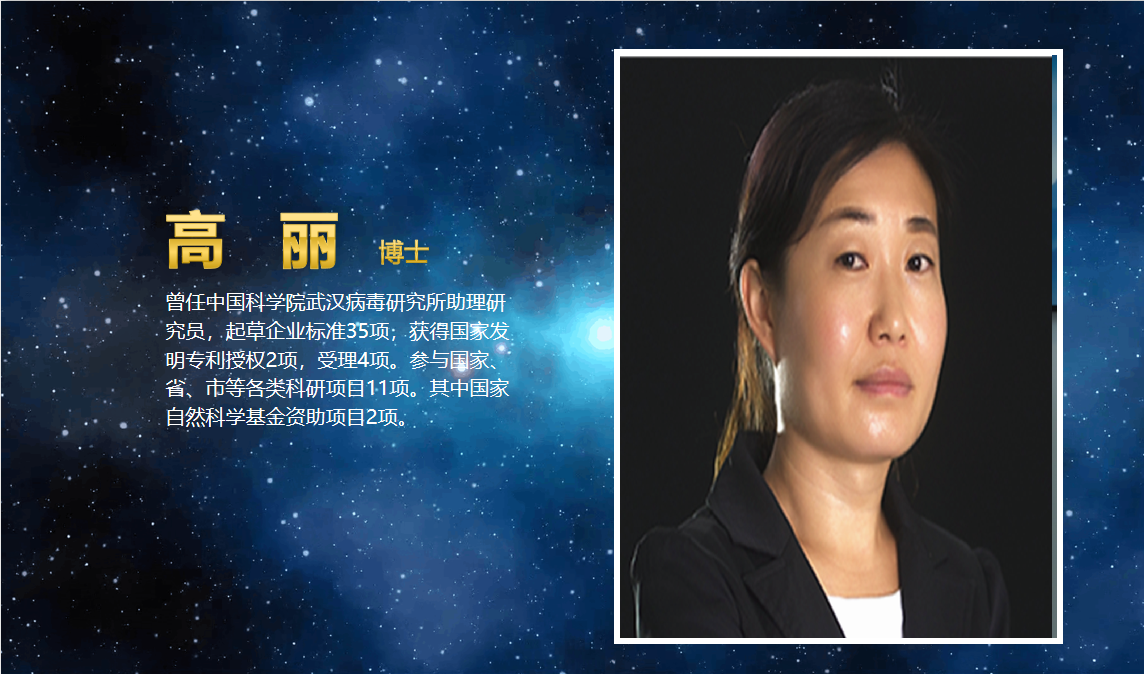 高 丽 博士
曾任中国科学院武汉病毒研究所助理研
究员，起草企业标准35项；获得国家发
明专利授权2项，受理4项。参与国家、
省、市等各类科研项目11项。其中国家
自然科学基金资助项目2项。